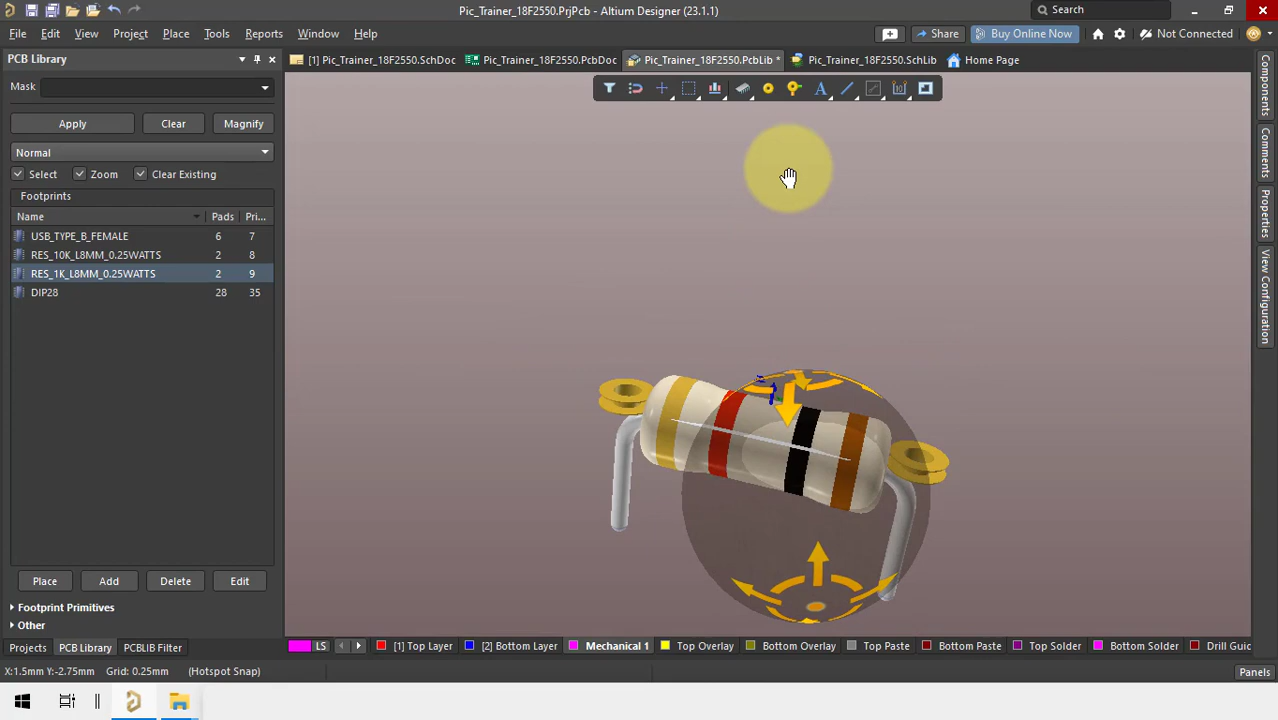 Pic_Trainer_18F2550.PrjPcb - Altium Designer (23.1.1)
Search
File Edit View Project Place Tools Reports Window Help
Share
Buy Online Now
Not Connected
PCB Library
[1] Pic_Trainer_18F2550.SchDoc
Pic_Trainer_18F2550.PcbDoc
Pic_Trainer_18F2550.PcbLib *
Pic_Trainer_18F2550.SchLib
Home Page
Mask
Apply Clear Magnify
Normal
Select Zoom Clear Existing
Footprints
Name Pads Pri...
USB_TYPE_B_FEMALE 6 7
RES_10K_L8MM_0.25WATTS 2 8
RES_1K_L8MM_0.25WATTS 2 9
DIP28 28 35
Place Add Delete Edit
Footprint Primitives
Other
Projects PCB Library PCBLIB Filter
LS
[1] Top Layer
[2] Bottom Layer
Mechanical 1
Top Overlay
Bottom Overlay
Top Paste
Bottom Paste
Top Solder
Bottom Solder
Drill Guid
X:1.5mm Y:-2.75mm Grid: 0.25mm (Hotspot Snap)
Panels
Components
Comments
Properties
View Configuration